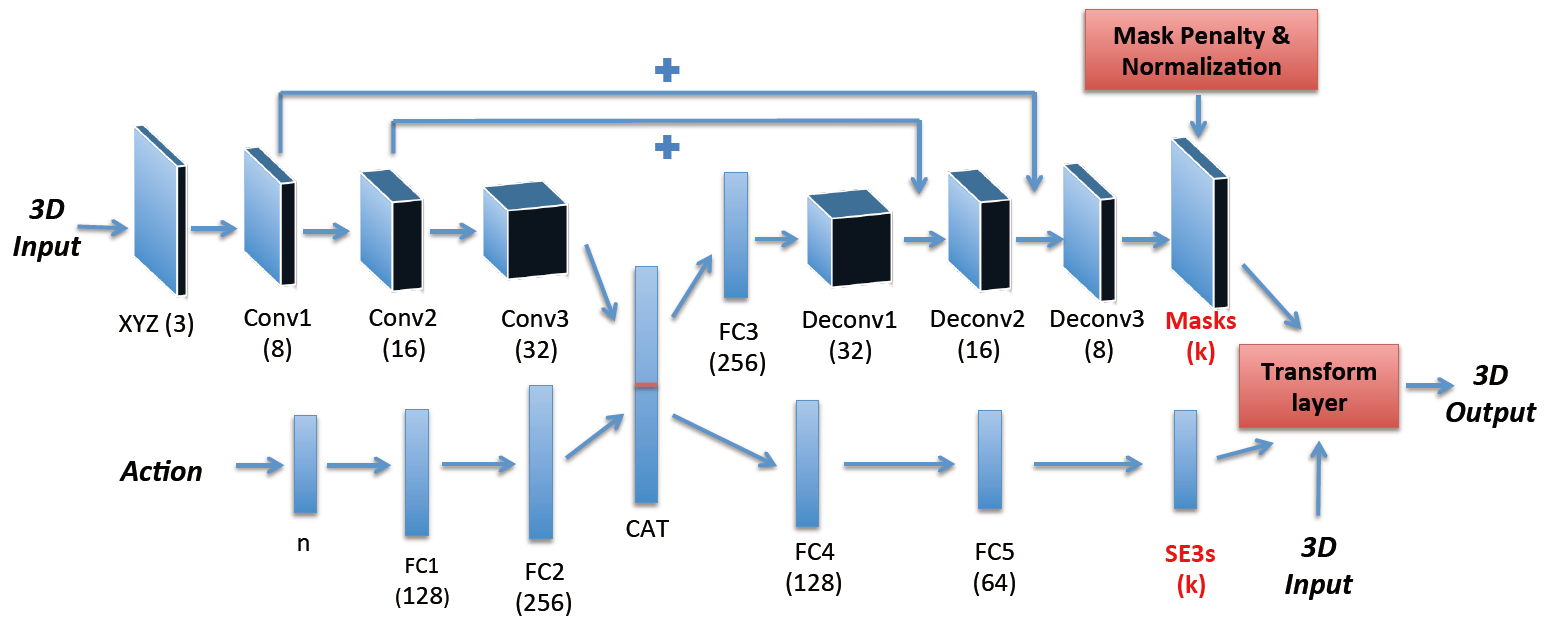 Mask Penalty &
Normalization
3D
Input
XYZ (3)
Conv1
(8)
Conv2
(16)
Conv3
(32)
FC3
(256)
Deconv1
(32)
Deconv2
(16)
Deconv3
(8)
Masks
(k)
Transform
layer
3D
Output
Action
n
FC1
(128)
FC2
(256)
CAT
FC4
(128)
FC5
(64)
SE3s
(k)
3D
Input